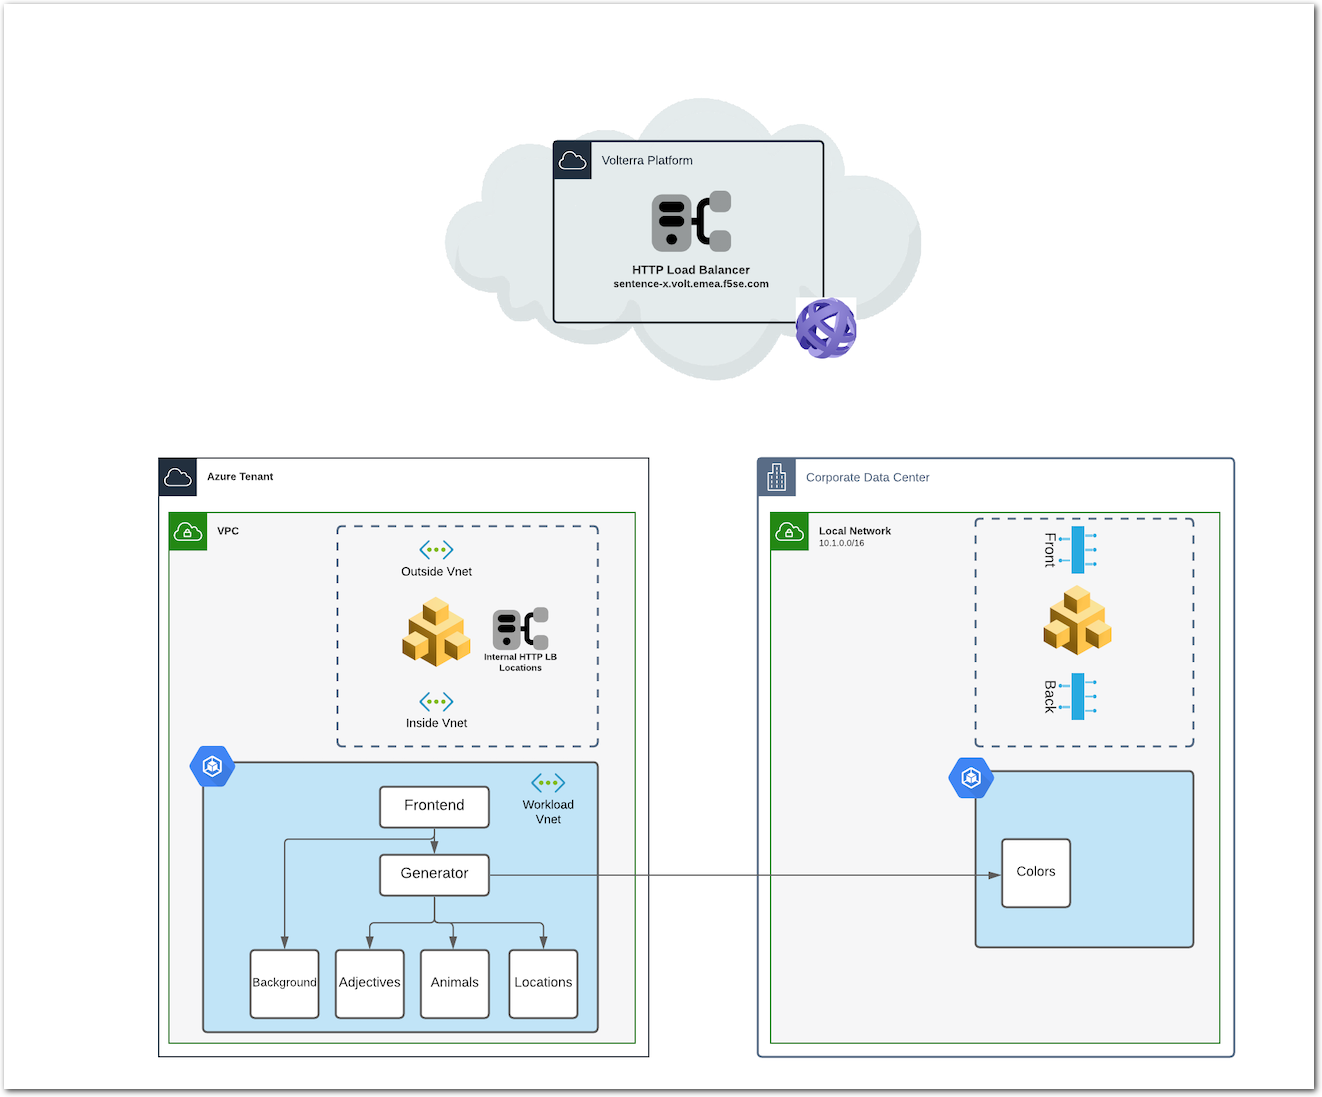 Volterra Platform
HTTP Load Balancer
sentence-x.volt.emea.f5se.com
Azure Tenant
VPC
Outside Vnet
Internal HTTP LB
Locations
Inside Vnet
Workload
Vnet
Frontend
Generator
Background
Adjectives
Animals
Locations
Corporate Data Center
Local Network
10.1.0.0/16
Front
Back
Colors